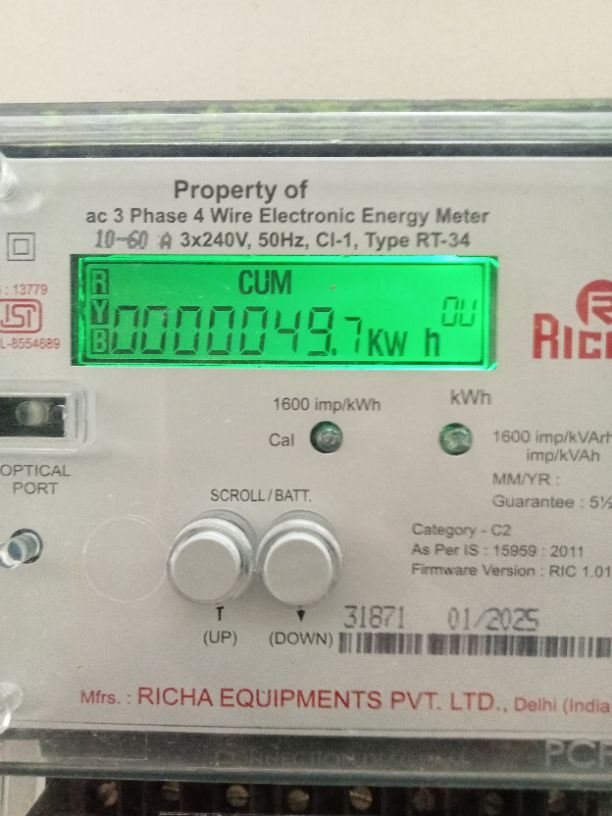 Property of
ac 3 Phase 4 Wire Electronic Energy Meter
10-60 A 3x240V, 50Hz, Cl-1, Type RT-34
: 13779
ISI
L-8554689
R
Y
B
CUM
0000049.7 Kw h
OU
RICH
1600 imp/kWh
kWh
Cal
1600 imp/kVArh
imp/kVAh
MM/YR :
Guarantee : 5½
OPTICAL
PORT
SCROLL/BATT.
Category - C2
As Per IS : 15959 : 2011
Firmware Version : RIC 1.01
(UP) (DOWN)
31871 01/2025
Mfrs. : RICHA EQUIPMENTS PVT. LTD., Delhi (India